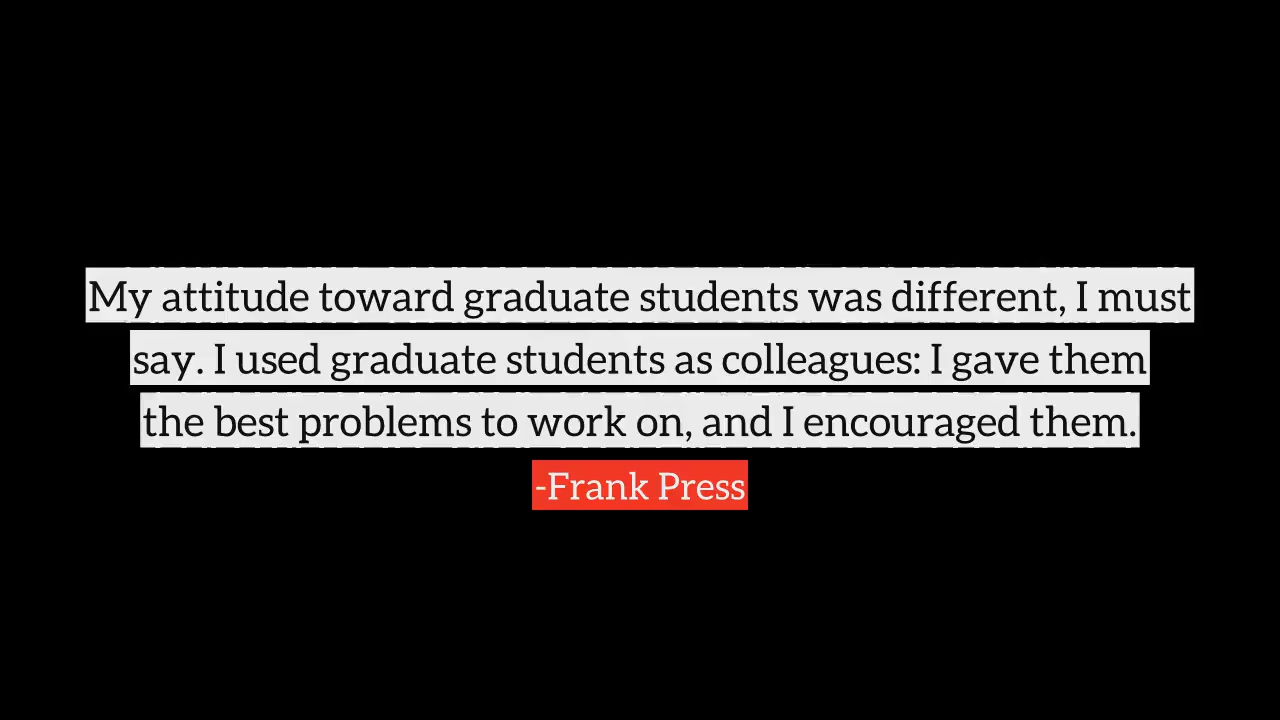 My attitude toward graduate students was different, I must
say. I used graduate students as colleagues: I gave them
the best problems to work on, and I encouraged them.
-Frank Press